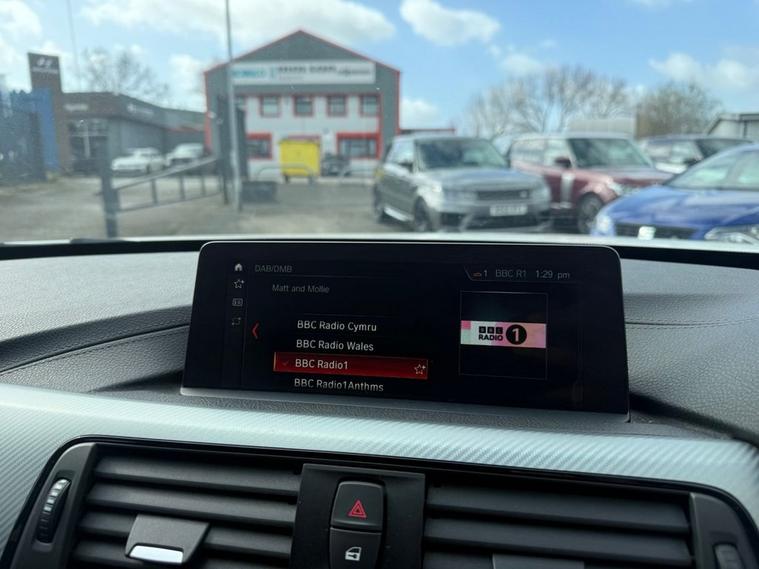 DAB/DMB
1 BBC R1 1:29 pm
Matt and Mollie
BBC Radio Cymru
BBC Radio Wales
BBC Radio1
BBC Radio1Anthms
BBC
RADIO 1